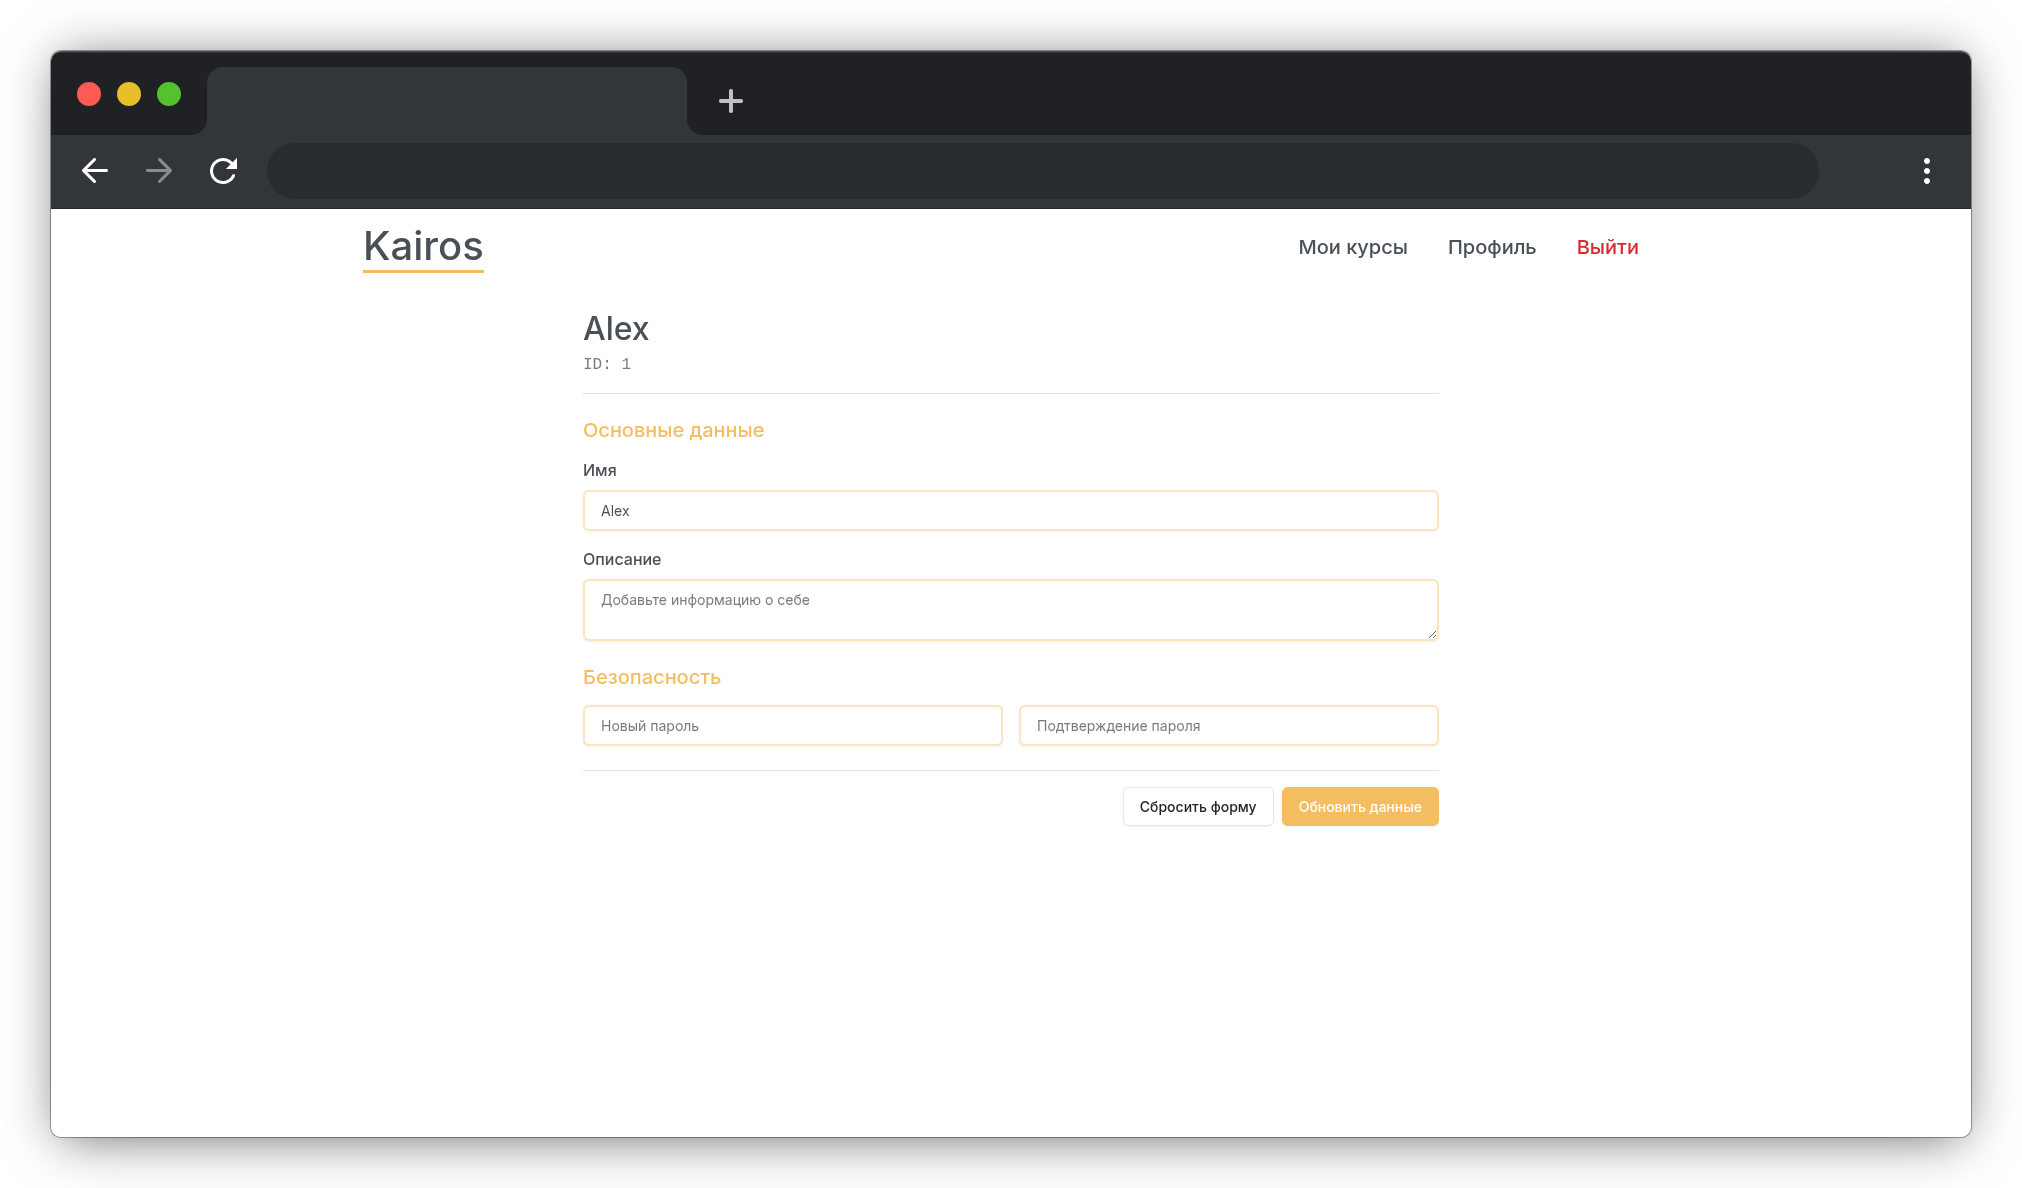 Kairos
Мои курсы Профиль Выйти
Alex
ID: 1
Основные данные
Имя
Alex
Описание
Добавьте информацию о себе
Безопасность
Новый пароль Подтверждение пароля
Сбросить форму Обновить данные